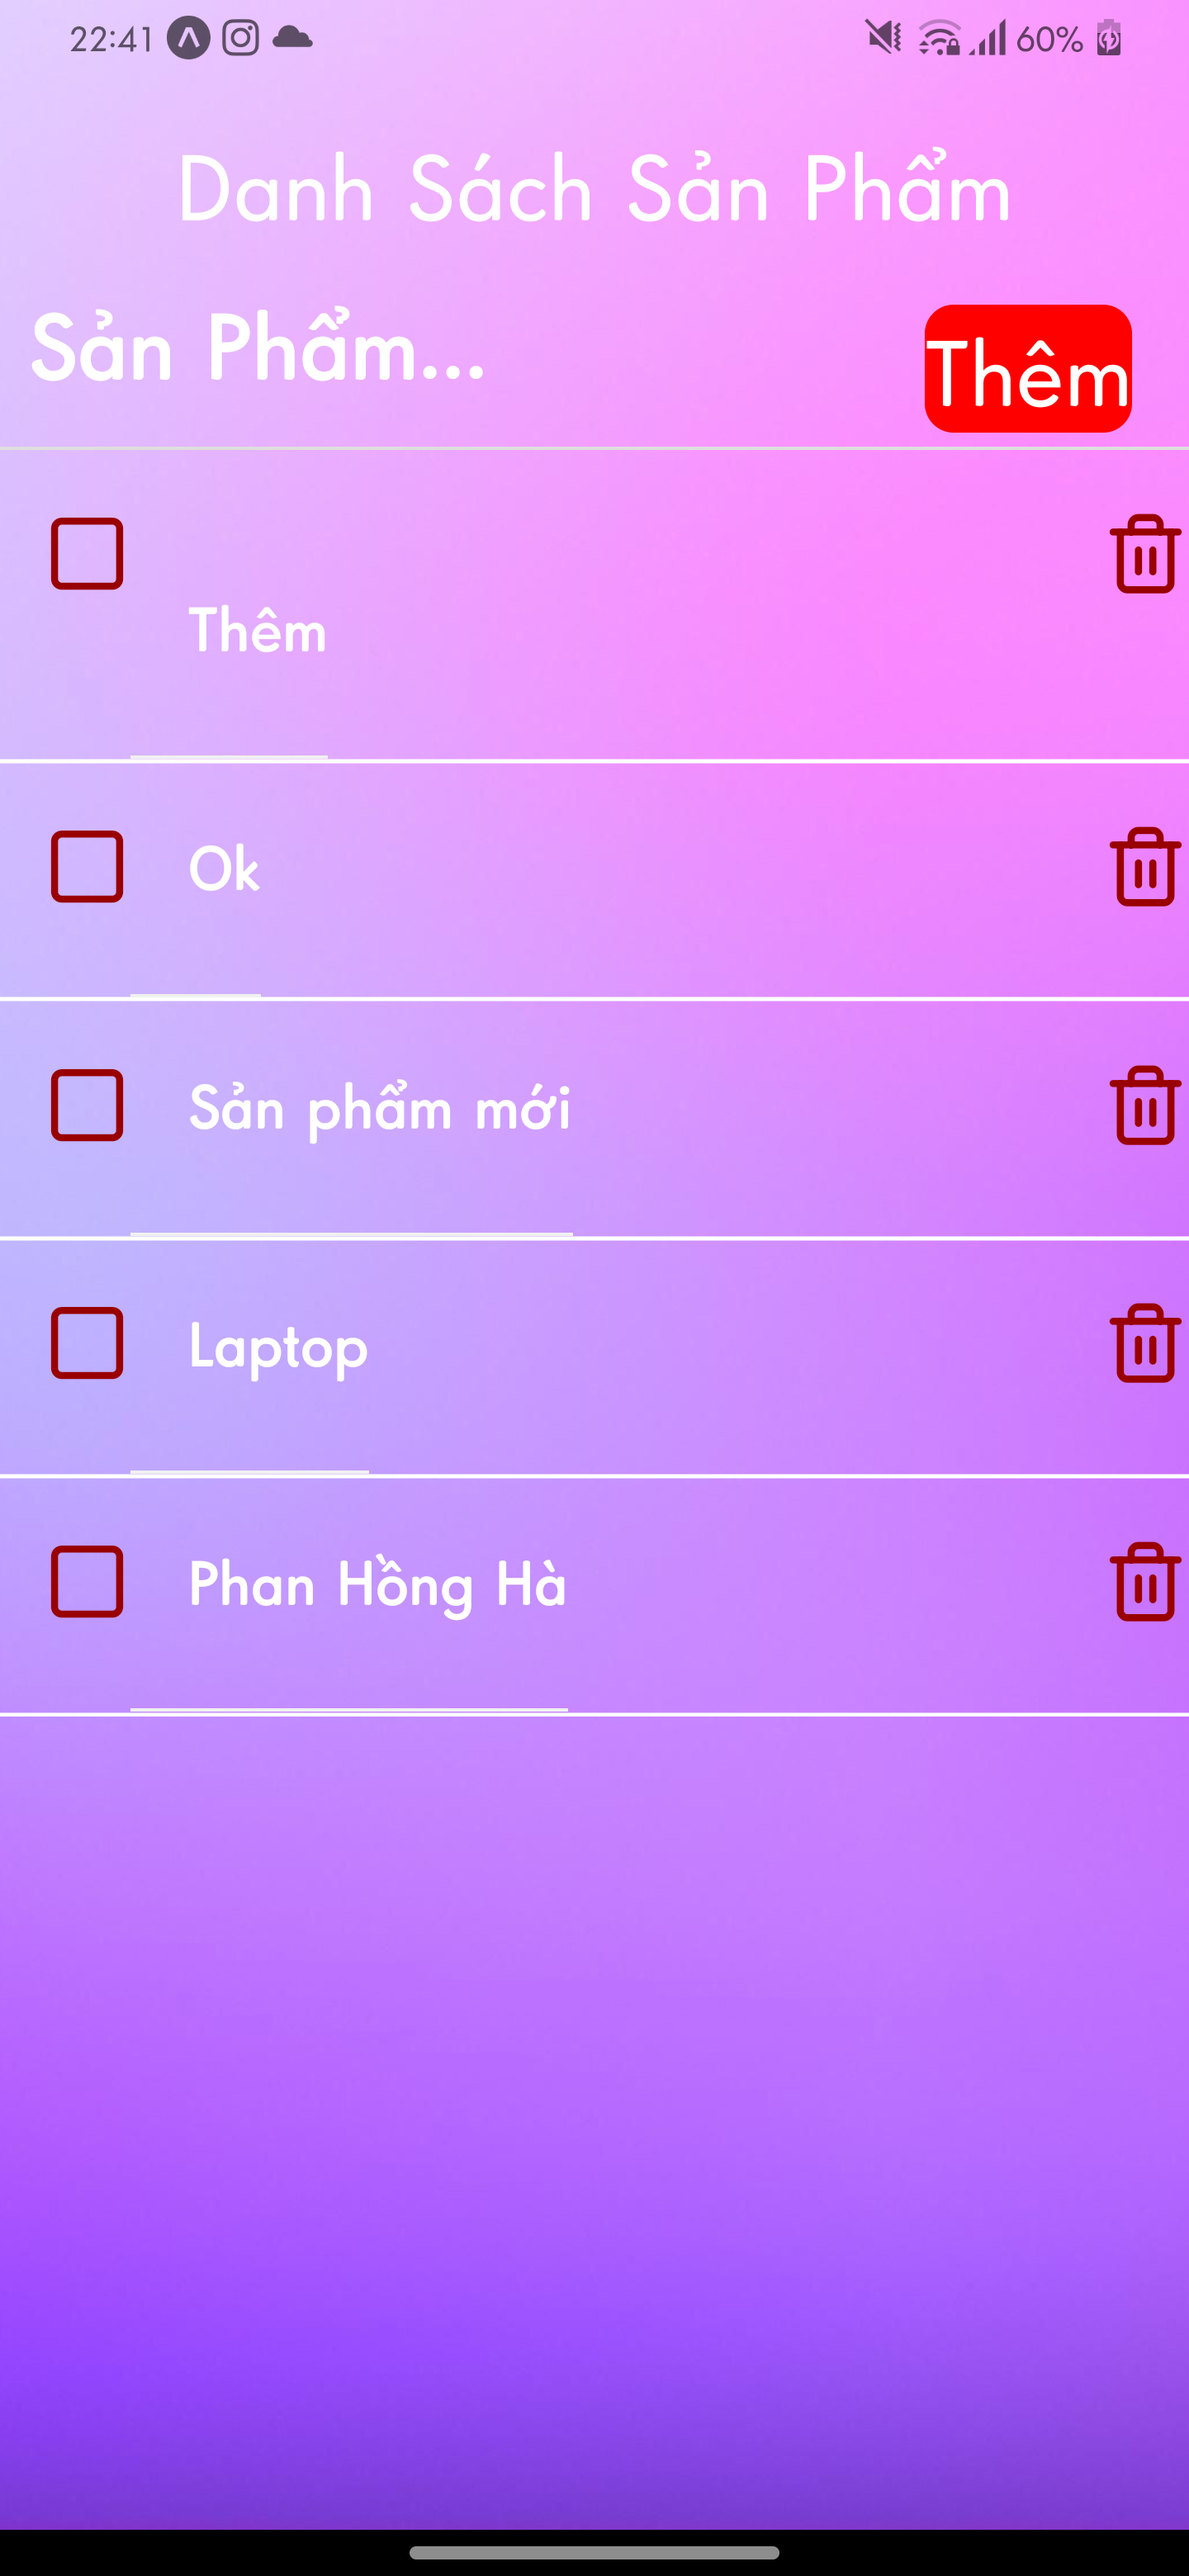 22:41 60%
Danh Sách Sản Phẩm
Sản Phẩm...
Thêm
Thêm
Ok
Sản phẩm mới
Laptop
Phan Hồng Hà